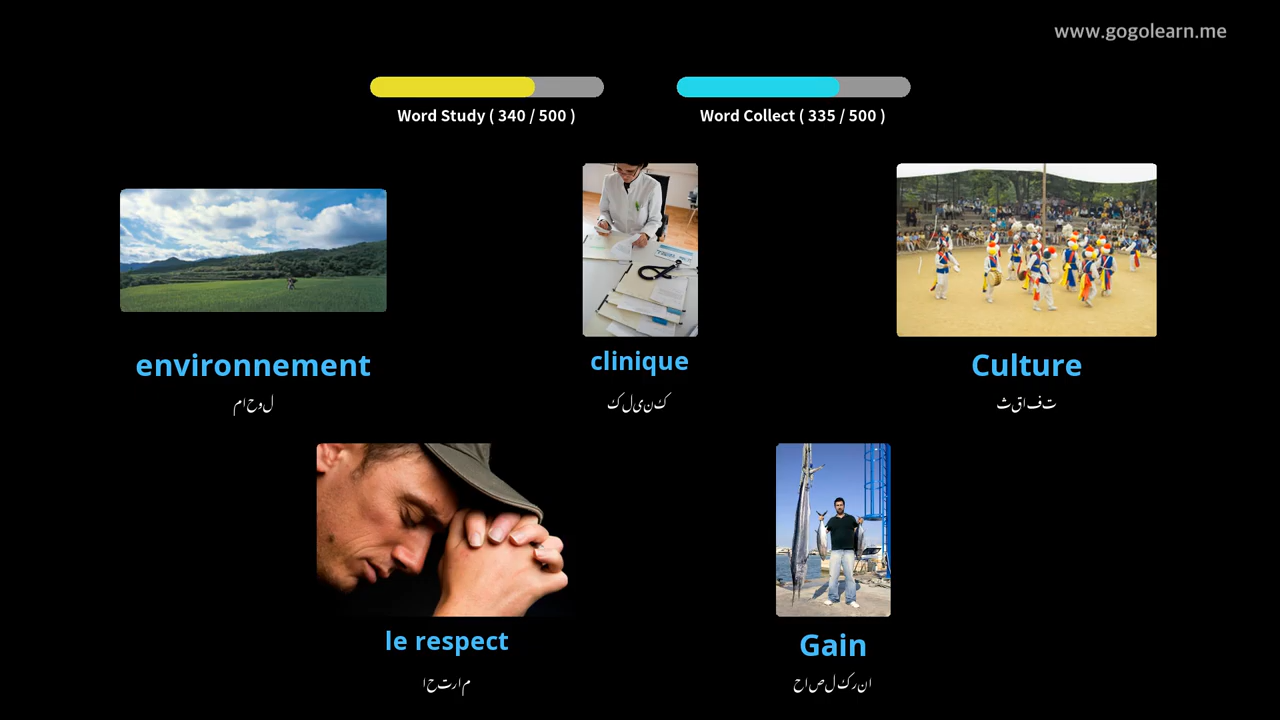 www.gogolearn.me
Word Study ( 340 / 500 )
Word Collect ( 335 / 500 )
environnement
clinique
Culture
ماحول
کلینک
ثقافت
le respect
Gain
احترام
حاصل کرنا